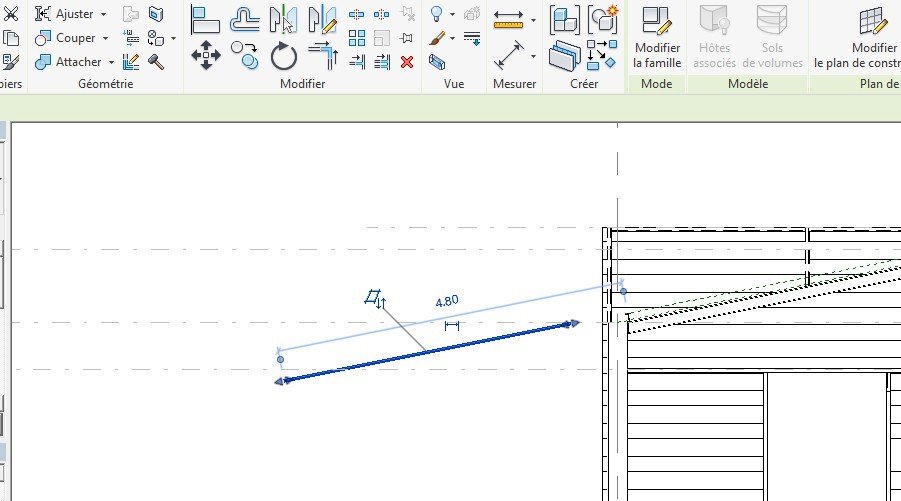 Ajuster
Couper
Attacher
Modifier
la famille
Hôtes
associés
Sols
de volumes
Modifier
le plan de constr
piers
Géométrie
Modifier
Vue
Mesurer
Créer
Mode
Modèle
Plan de
4.80